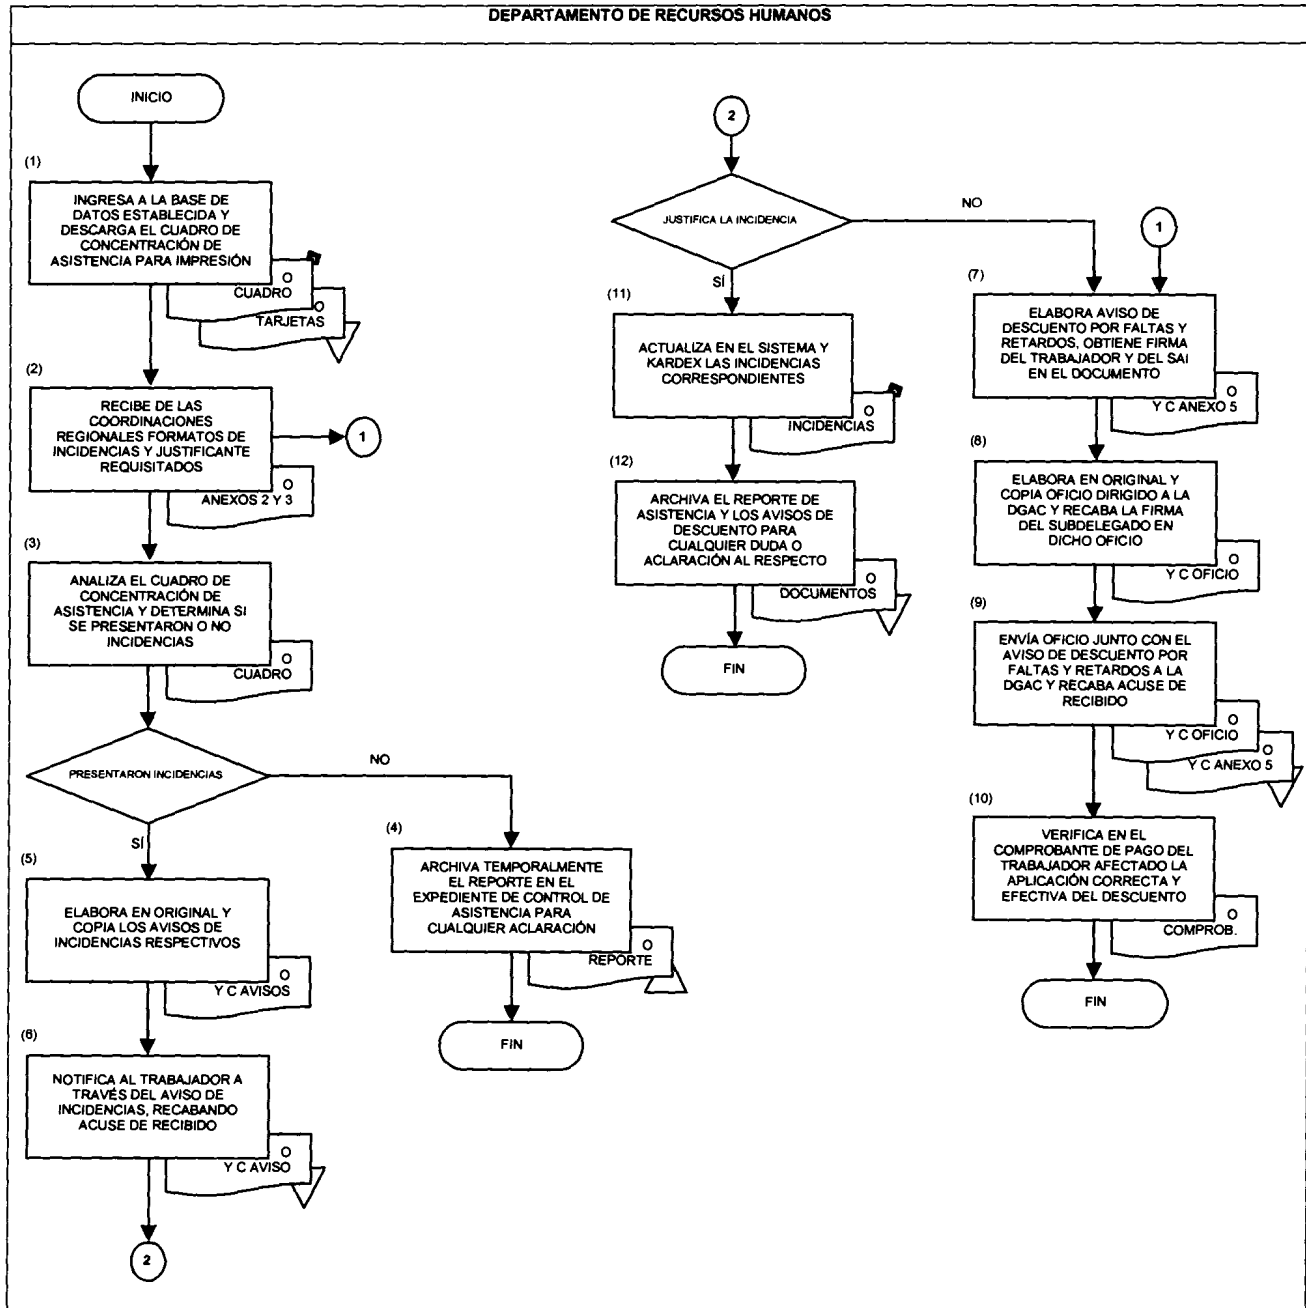 DEPARTAMENTO DE RECURSOS HUMANOS
INICIO
(1)
INGRESA A LA BASE DE
DATOS ESTABLECIDA Y
DESCARGA EL CUADRO DE
CONCENTRACIÓN DE
ASISTENCIA PARA IMPRESIÓN
O
CUADRO
O
TARJETAS
(2)
RECIBE DE LAS
COORDINACIONES
REGIONALES FORMATOS DE
INCIDENCIAS Y JUSTIFICANTE
REQUISITADOS
1
O
ANEXOS 2 Y 3
(3)
ANALIZA EL CUADRO DE
CONCENTRACIÓN DE
ASISTENCIA Y DETERMINA SI
SE PRESENTARON O NO
INCIDENCIAS
O
CUADRO
PRESENTARON INCIDENCIAS
NO
SÍ
(4)
ARCHIVA TEMPORALMENTE
EL REPORTE EN EL
EXPEDIENTE DE CONTROL DE
ASISTENCIA PARA
CUALQUIER ACLARACIÓN
O
REPORTE
FIN
(5)
ELABORA EN ORIGINAL Y
COPIA LOS AVISOS DE
INCIDENCIAS RESPECTIVOS
O
Y C AVISOS
(6)
NOTIFICA AL TRABAJADOR A
TRAVÉS DEL AVISO DE
INCIDENCIAS, RECABANDO
ACUSE DE RECIBIDO
O
Y C AVISO
2
2
JUSTIFICA LA INCIDENCIA
NO
SÍ
(11)
ACTUALIZA EN EL SISTEMA Y
KARDEX LAS INCIDENCIAS
CORRESPONDIENTES
O
INCIDENCIAS
(12)
ARCHIVA EL REPORTE DE
ASISTENCIA Y LOS AVISOS DE
DESCUENTO PARA
CUALQUIER DUDA O
ACLARACIÓN AL RESPECTO
O
DOCUMENTOS
FIN
1
(7)
ELABORA AVISO DE
DESCUENTO POR FALTAS Y
RETARDOS, OBTIENE FIRMA
DEL TRABAJADOR Y DEL SAI
EN EL DOCUMENTO
O
Y C ANEXO 5
(8)
ELABORA EN ORIGINAL Y
COPIA OFICIO DIRIGIDO A LA
DGAC Y RECABA LA FIRMA
DEL SUBDELEGADO EN
DICHO OFICIO
O
Y C OFICIO
(9)
ENVÍA OFICIO JUNTO CON EL
AVISO DE DESCUENTO POR
FALTAS Y RETARDOS A LA
DGAC Y RECABA ACUSE DE
RECIBIDO
O
Y C OFICIO
O
Y C ANEXO 5
(10)
VERIFICA EN EL
COMPROBANTE DE PAGO DEL
TRABAJADOR AFECTADO LA
APLICACIÓN CORRECTA Y
EFECTIVA DEL DESCUENTO
O
COMPROB.
FIN